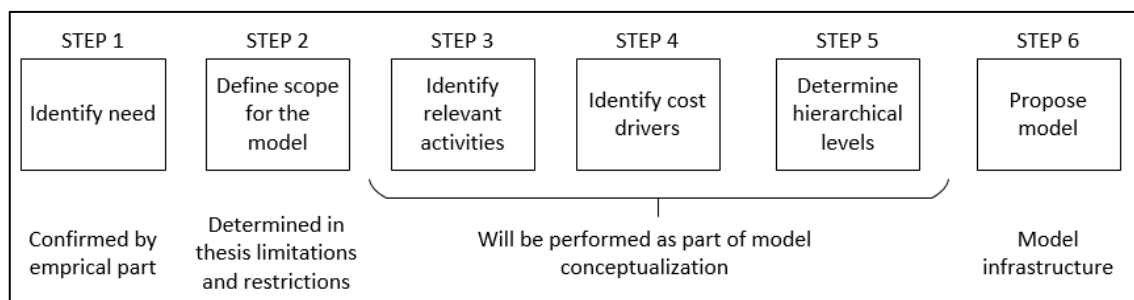 STEP 1
STEP 2
STEP 3
STEP 4
STEP 5
STEP 6
Identify need
Define scope
for the
model
Identify
relevant
activities
Identify cost
drivers
Determine
hierarchical
levels
Propose
model
Confirmed by
emprical part
Determined in
thesis limitations
and restrictions
Will be performed as part of model
conceptualization
Model
infrastructure